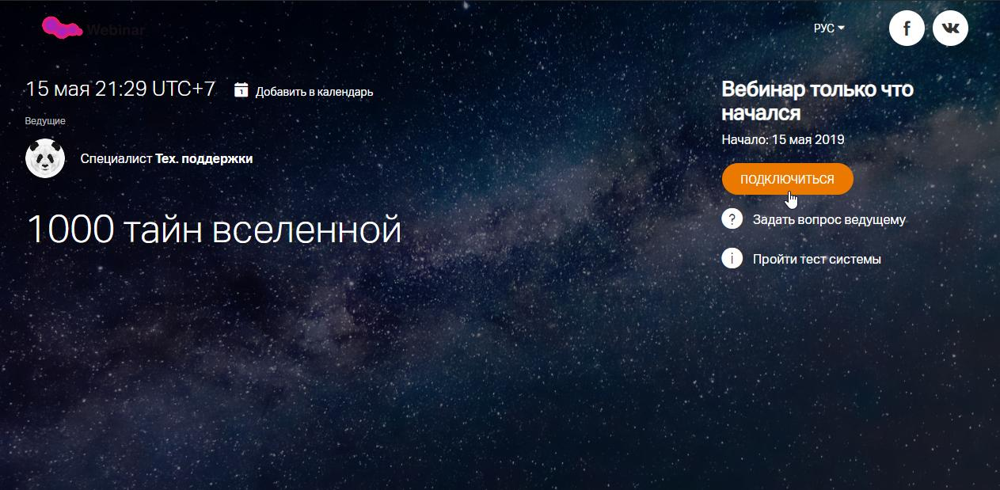 Webinar
РУС
15 мая 21:29 UTC+7
1
Добавить в календарь
Ведущие
Специалист Тех. поддержки
1000 тайн вселенной
Вебинар только что
начался
Начало: 15 мая 2019
ПОДКЛЮЧИТЬСЯ
? Задать вопрос ведущему
i Пройти тест системы